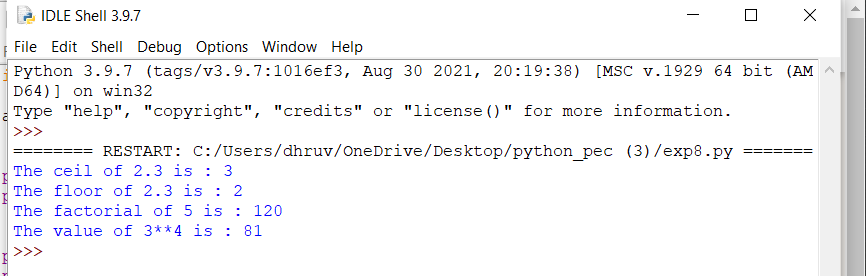 IDLE Shell 3.9.7
File Edit Shell Debug Options Window Help
Python 3.9.7 (tags/v3.9.7:1016ef3, Aug 30 2021, 20:19:38) [MSC v.1929 64 bit (AM
D64)] on win32
Type "help", "copyright", "credits" or "license()" for more information.
>>>
======== RESTART: C:/Users/dhruv/OneDrive/Desktop/python_pec (3)/exp8.py =======
The ceil of 2.3 is : 3
The floor of 2.3 is : 2
The factorial of 5 is : 120
The value of 3**4 is : 81
>>>